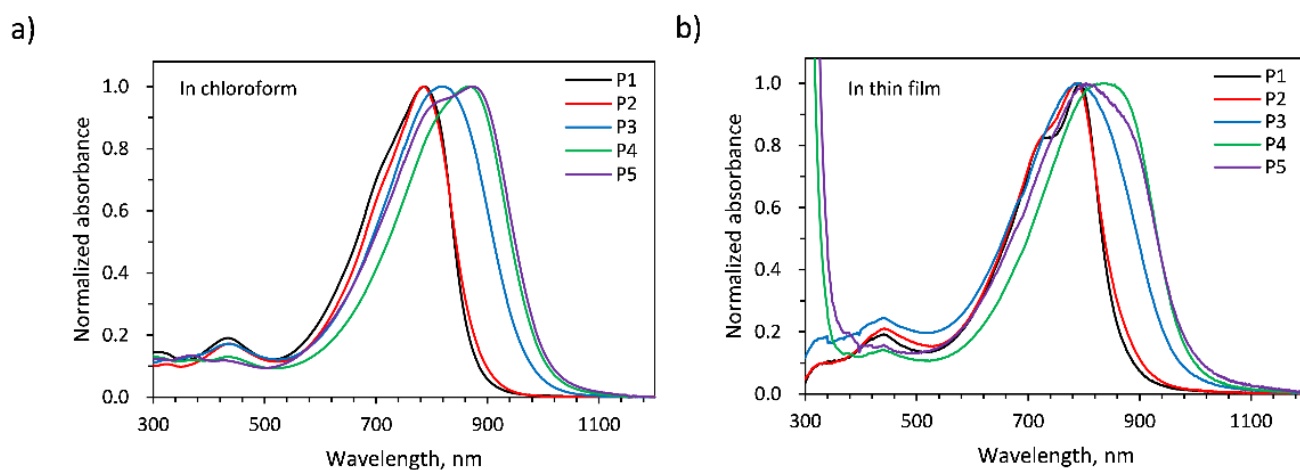 a)
In chloroform
P1
P2
P3
P4
P5
1.0
0.8
0.6
0.4
0.2
0.0
Normalized absorbance
300
500
700
900
1100
Wavelength, nm
b)
In thin film
P1
P2
P3
P4
P5
1.0
0.8
0.6
0.4
0.2
0.0
Normalized absorbance
300
500
700
900
1100
Wavelength, nm